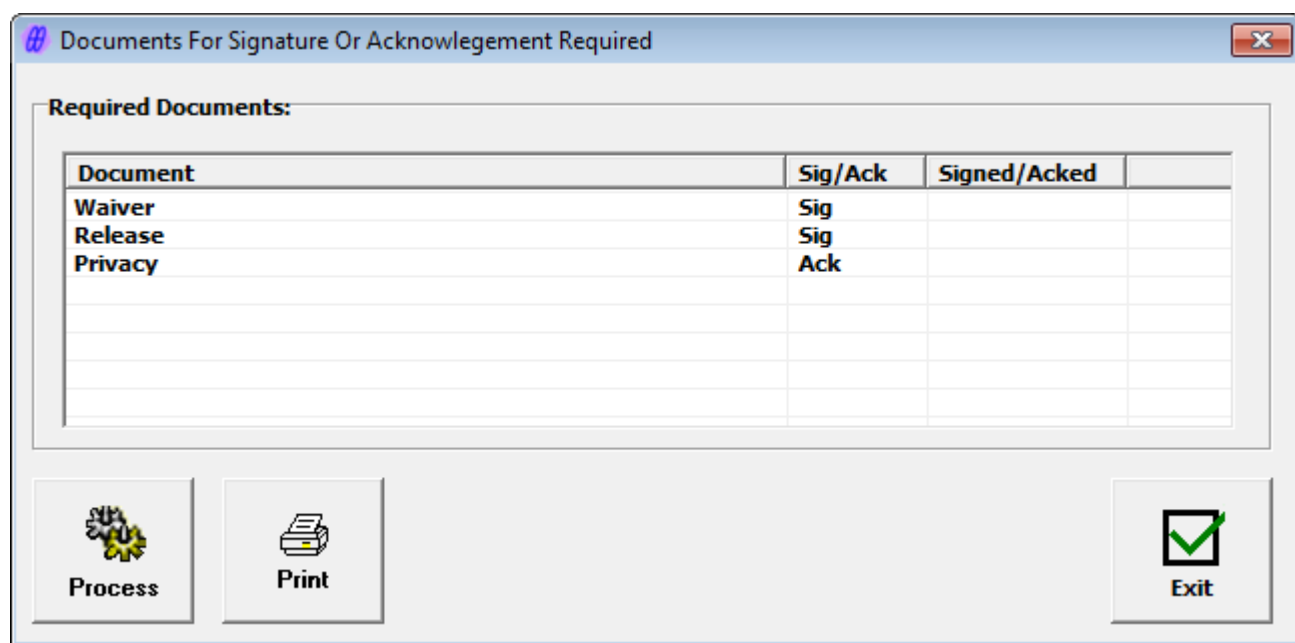 Documents For Signature Or Acknowlegement Required
Required Documents:
Document Sig/Ack Signed/Acked
Waiver Sig
Release Sig
Privacy Ack
Process Print Exit